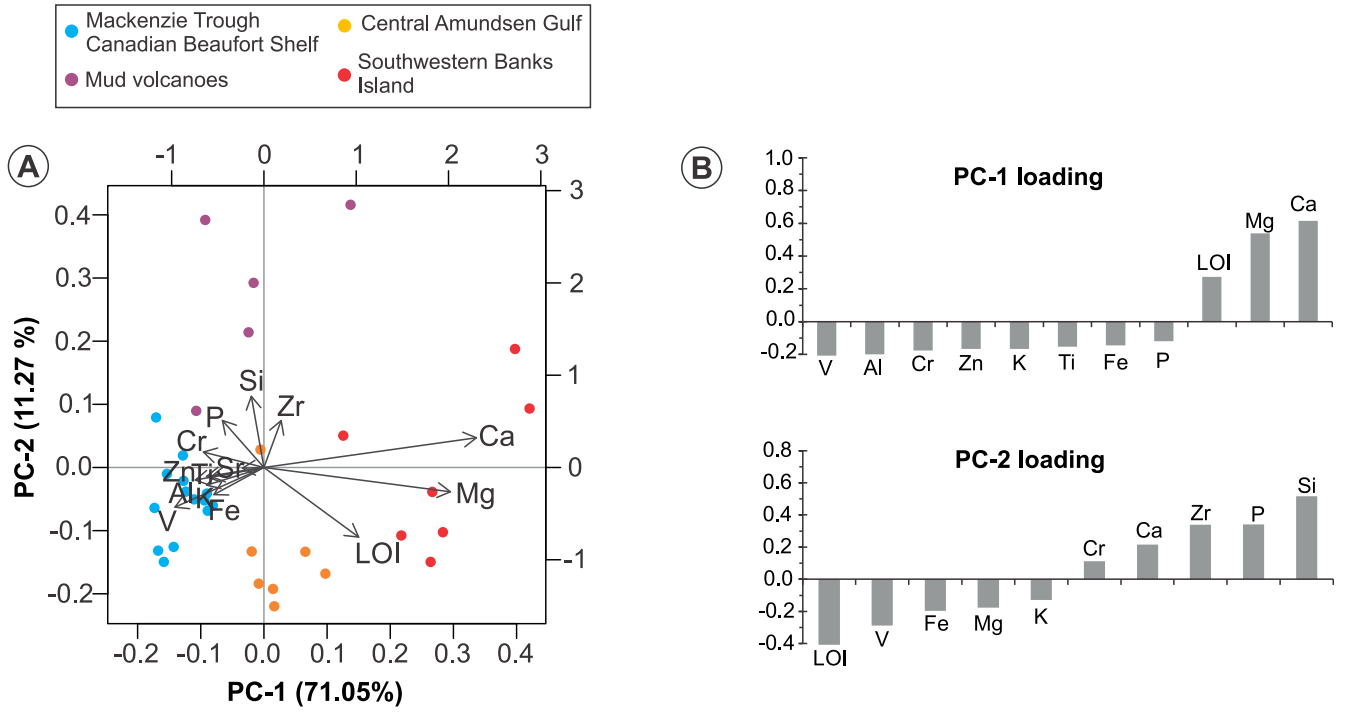 Mackenzie Trough
Canadian Beaufort Shelf
Mud volcanoes
Central Amundsen Gulf
Southwestern Banks
Island
A
-1 0 1 2 3
0.4
0.3
0.2
0.1
0.0
-0.1
-0.2
PC-2 (11.27 %)
3
2
1
0
-1
Si
Zr
P
Cr
Ca
Zn
Ti
Sr
Al
K
Mg
V
Fe
LOI
-0.2 -0.1 0.0 0.1 0.2 0.3 0.4
PC-1 (71.05%)
B
PC-1 loading
1.0
0.8
0.6
0.4
0.2
0.0
-0.2
V Al Cr Zn K Ti Fe P LOI Mg Ca
PC-2 loading
0.8
0.6
0.4
0.2
0.0
-0.2
-0.4
LOI V Fe Mg K Cr Ca Zr P Si